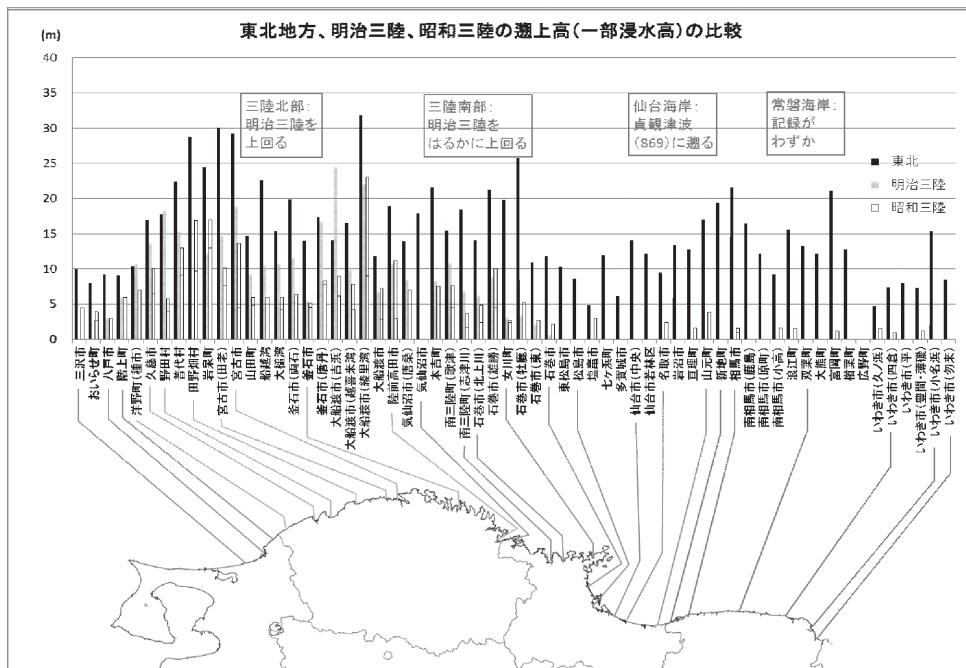 東北地方、明治三陸、昭和三陸の遡上高(一部浸水高)の比較
(m)
40
35
30
25
20
15
10
5
0
三陸北部:
明治三陸を
上回る
三陸南部:
明治三陸を
はるかに上回る
仙台海岸:
貞観津波
(869)に遡る
常磐海岸:
記録が
わずか
東北
明治三陸
昭和三陸
三沢市
おいらせ町
八戸市
階上町
洋野町(種市)
久慈市
野田村
普代村
田野畑村
岩泉町
宮古市(田老)
宮古市
山田町
船越湾
大槌湾
釜石市(両石)
釜石市
釜石市(唐丹)
大船渡市(吉浜)
大船渡市(越喜来湾)
大船渡市(綾里湾)
大船渡市
陸前高田市
気仙沼市(唐桑)
気仙沼市
本吉町
南三陸町(歌津)
南三陸町(志津川)
石巻市(北上川)
石巻市(雄勝)
女川町
石巻市(牡鹿)
石巻市(東)
石巻市
東松島市
松島市
塩竈市
七ヶ浜町
多賀城市
仙台市(中央)
仙台市若林区
名取市
岩沼市
亘理町
山元町
新地町
相馬市
南相馬市(鹿島)
南相馬市(原町)
南相馬市(小高)
浪江町
双葉町
大熊町
富岡町
楢葉町
広野町
いわき市(久ノ浜)
いわき市(四倉)
いわき市(平)
いわき市(豊間・薄磯)
いわき市(小名浜)
いわき市(勿来)